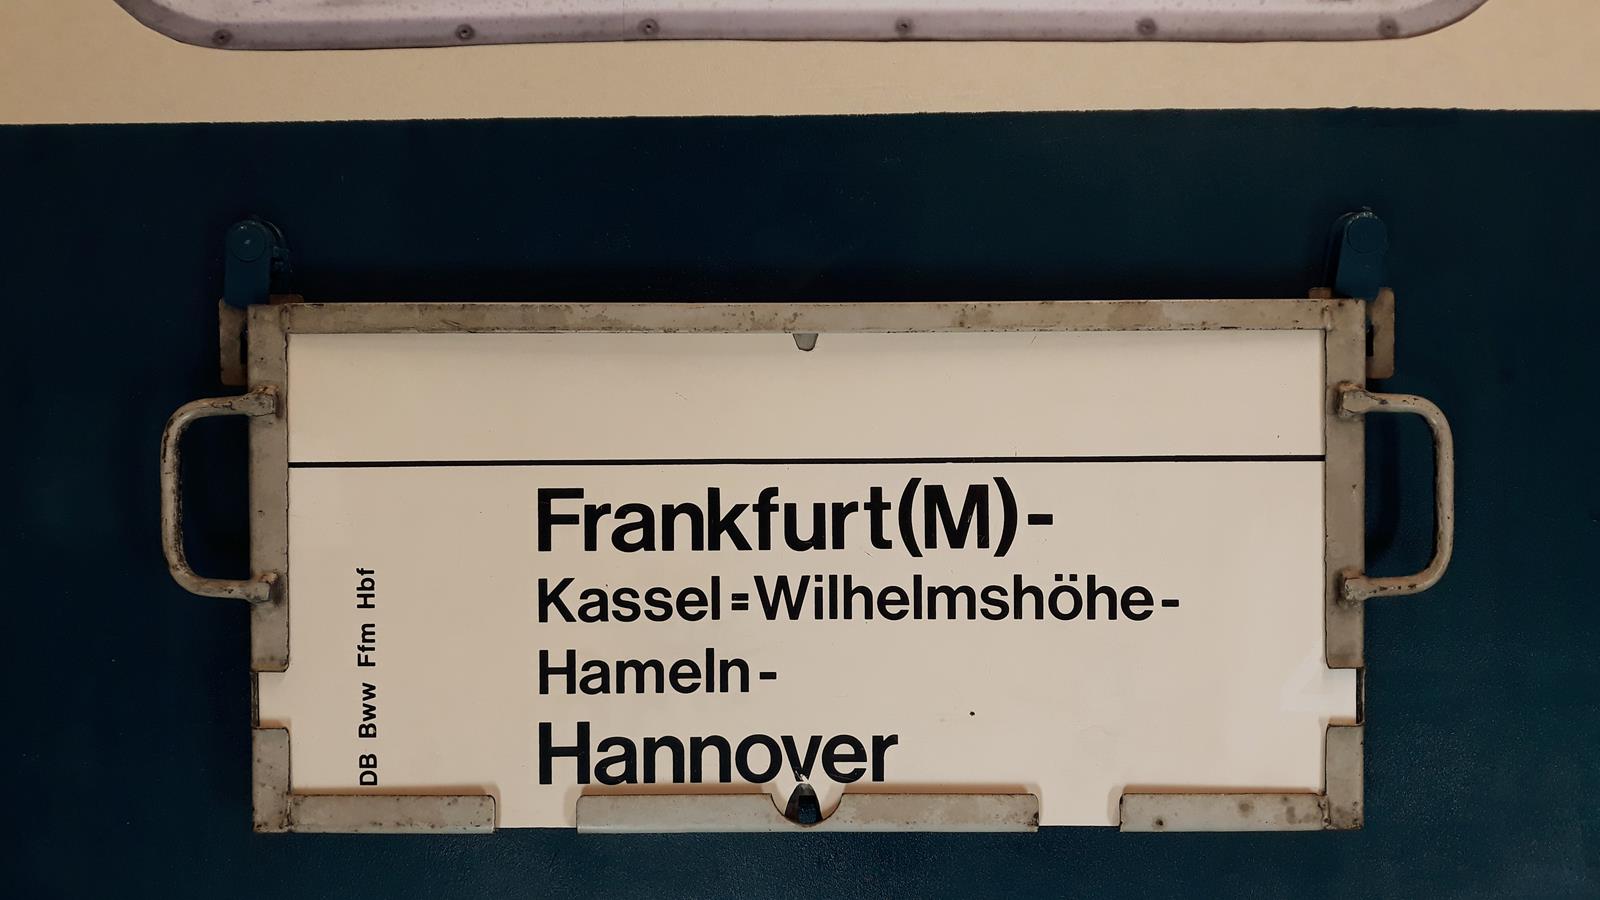 Frankfurt(M)-
Kassel=Wilhelmshöhe-
Hameln-
Hannover
DB Bww Ffm Hbf